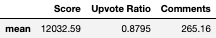 Score Upvote Ratio Comments
mean 12032.59 0.8795 265.16